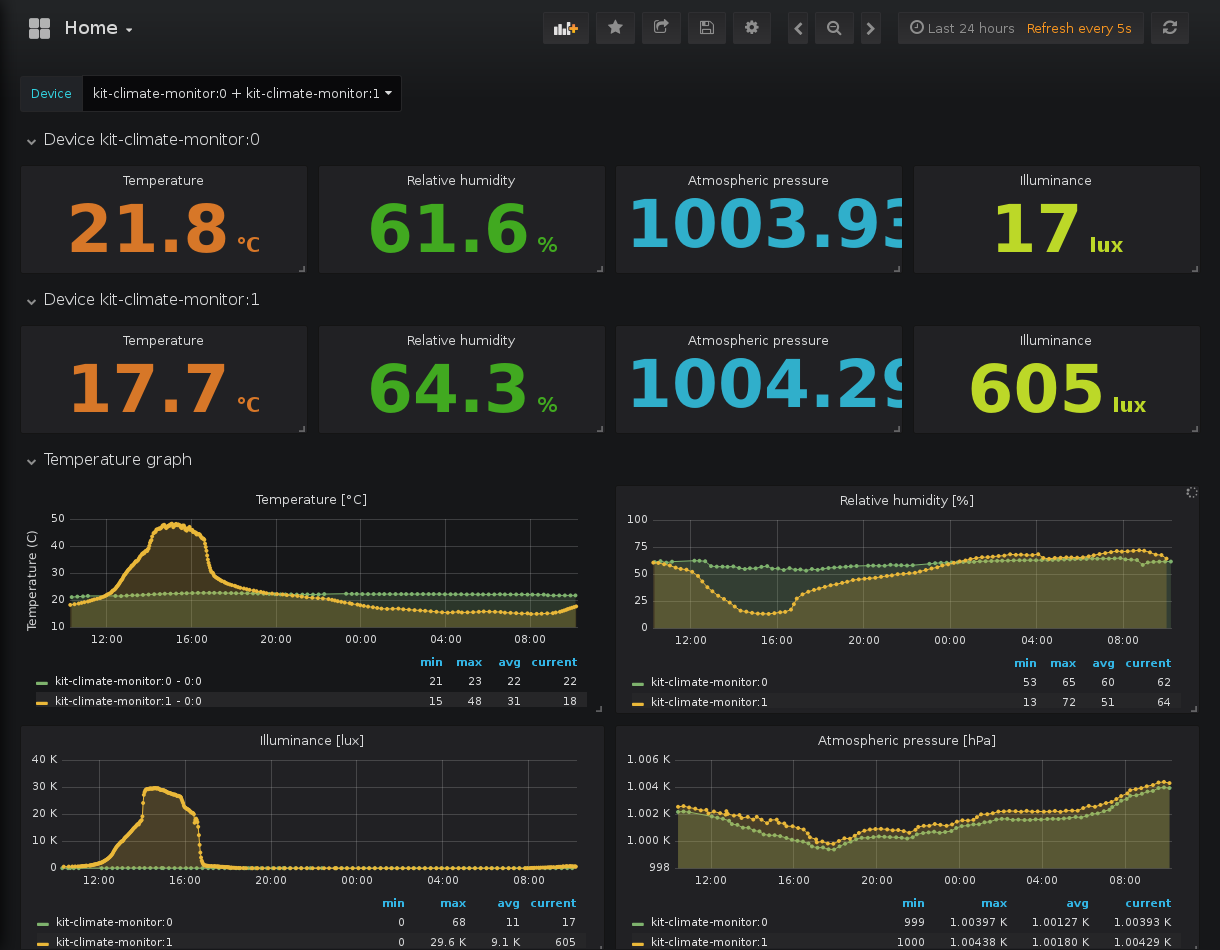 Home
Last 24 hours Refresh every 5s
Device kit-climate-monitor:0 + kit-climate-monitor:1
Device kit-climate-monitor:0
Temperature Relative humidity Atmospheric pressure Illuminance
21.8 °C 61.6 % 1003.93 17 lux
Device kit-climate-monitor:1
Temperature Relative humidity Atmospheric pressure Illuminance
17.7 °C 64.3 % 1004.29 605 lux
Temperature graph
Temperature [°C]
Temperature (C)
50
40
30
20
10
12:00 16:00 20:00 00:00 04:00 08:00
min max avg current
kit-climate-monitor:0 - 0:0 21 23 22 22
kit-climate-monitor:1 - 0:0 15 48 31 18
Relative humidity [%]
100
75
50
25
0
12:00 16:00 20:00 00:00 04:00 08:00
min max avg current
kit-climate-monitor:0 53 65 60 62
kit-climate-monitor:1 13 72 51 64
Illuminance [lux]
40 K
30 K
20 K
10 K
0
12:00 16:00 20:00 00:00 04:00 08:00
min max avg current
kit-climate-monitor:0 0 68 11 17
kit-climate-monitor:1 0 29.6 K 9.1 K 605
Atmospheric pressure [hPa]
1.006 K
1.004 K
1.002 K
1.000 K
998
12:00 16:00 20:00 00:00 04:00 08:00
min max avg current
kit-climate-monitor:0 999 1.00397 K 1.00127 K 1.00393 K
kit-climate-monitor:1 1000 1.00438 K 1.00180 K 1.00429 K